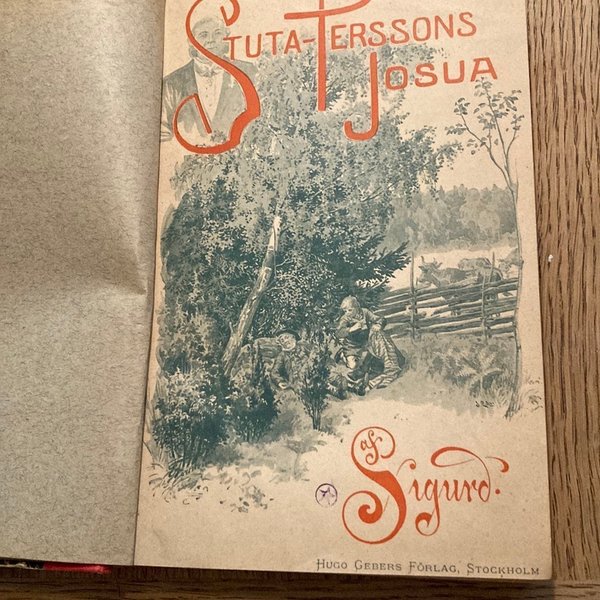 STUTA-PERSSONS
JOSUA
af
Sigurd.
HUGO GEBERS FÖRLAG, STOCKHOLM